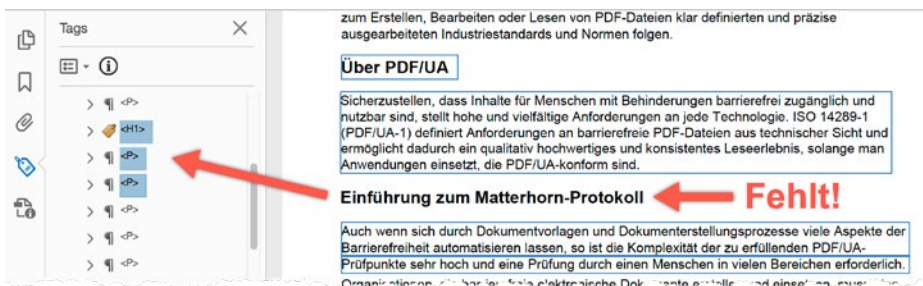 Tags
<P>
<H1>
<P>
<P>
<P>
<P>
<P>
zum Erstellen, Bearbeiten oder Lesen von PDF-Dateien klar definierten und präzise
ausgearbeiteten Industriestandards und Normen folgen.
Über PDF/UA
Sicherzustellen, dass Inhalte für Menschen mit Behinderungen barrierefrei zugänglich und
nutzbar sind, stellt hohe und vielfältige Anforderungen an jede Technologie. ISO 14289-1
(PDF/UA-1) definiert Anforderungen an barrierefreie PDF-Dateien aus technischer Sicht und
ermöglicht dadurch ein qualitativ hochwertiges und konsistentes Leseerlebnis, solange man
Anwendungen einsetzt, die PDF/UA-konform sind.
Einführung zum Matterhorn-Protokoll
Fehlt!
Auch wenn sich durch Dokumentvorlagen und Dokumenterstellungsprozesse viele Aspekte der
Barrierefreiheit automatisieren lassen, so ist die Komplexität der zu erfüllenden PDF/UA-
Prüfpunkte sehr hoch und eine Prüfung durch einen Menschen in vielen Bereichen erforderlich.